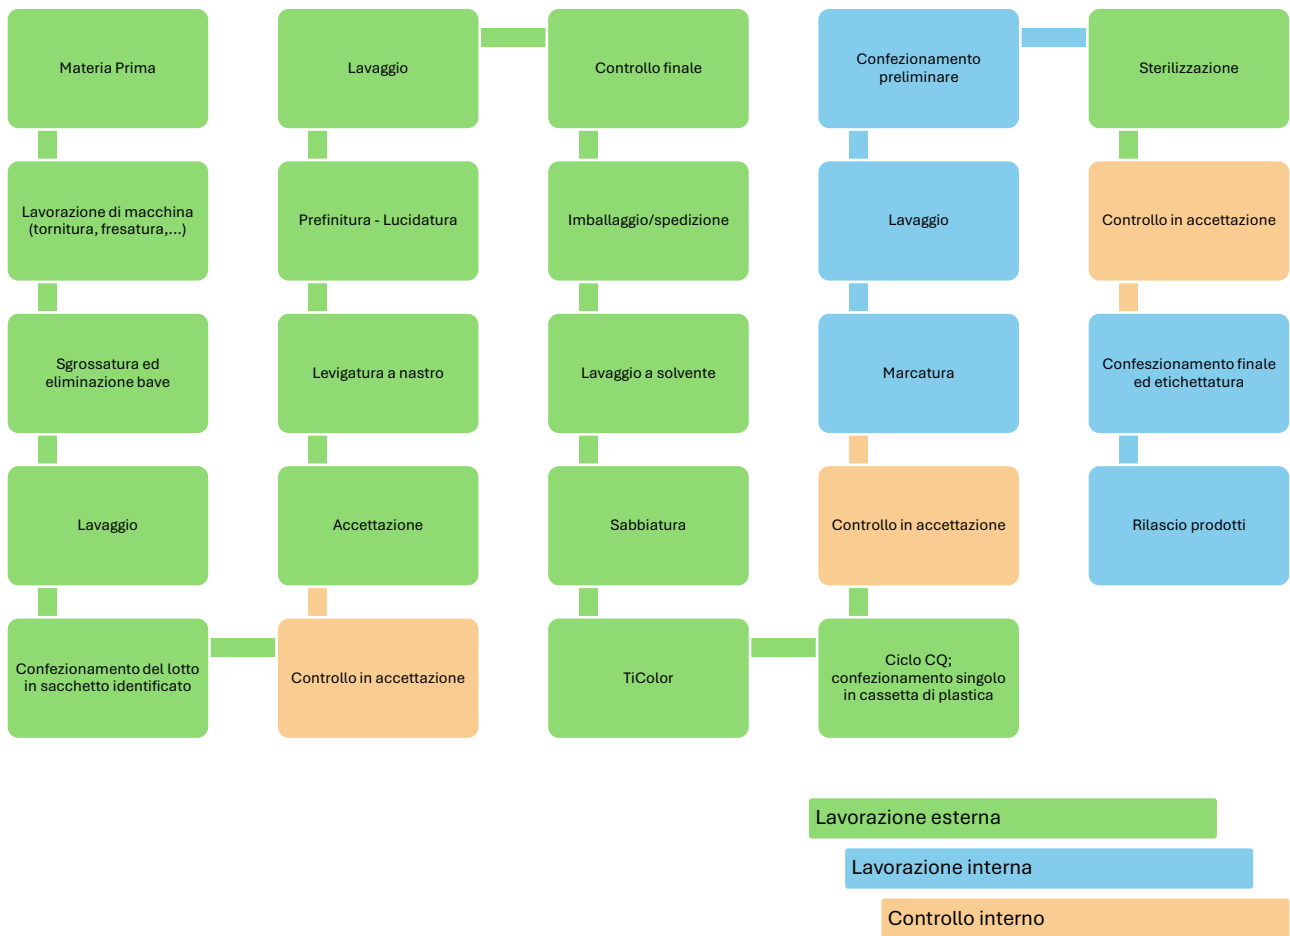 Materia Prima
Lavorazione di macchina
(tornitura, fresatura,...)
Sgrossatura ed
eliminazione bave
Lavaggio
Confezionamento del lotto
in sacchetto identificato
Controllo in accettazione
Accettazione
Levigatura a nastro
Prefinitura - Lucidatura
Lavaggio
Controllo finale
Imballaggio/spedizione
Lavaggio a solvente
Sabbiatura
TiColor
Ciclo CQ;
confezionamento singolo
in cassetta di plastica
Controllo in accettazione
Marcatura
Lavaggio
Confezionamento
preliminare
Sterilizzazione
Controllo in accettazione
Confeszionamento finale
ed etichettatura
Rilascio prodotti
Lavorazione esterna
Lavorazione interna
Controllo interno